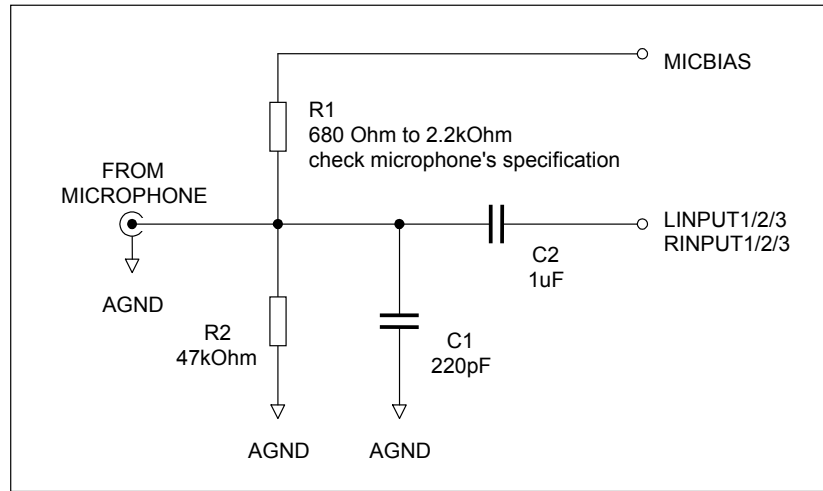 MICBIAS
R1
680 Ohm to 2.2kOhm
check microphone's specification
FROM
MICROPHONE
LINPUT1/2/3
RINPUT1/2/3
C2
1uF
AGND
R2
47kOhm
C1
220pF
AGND
AGND